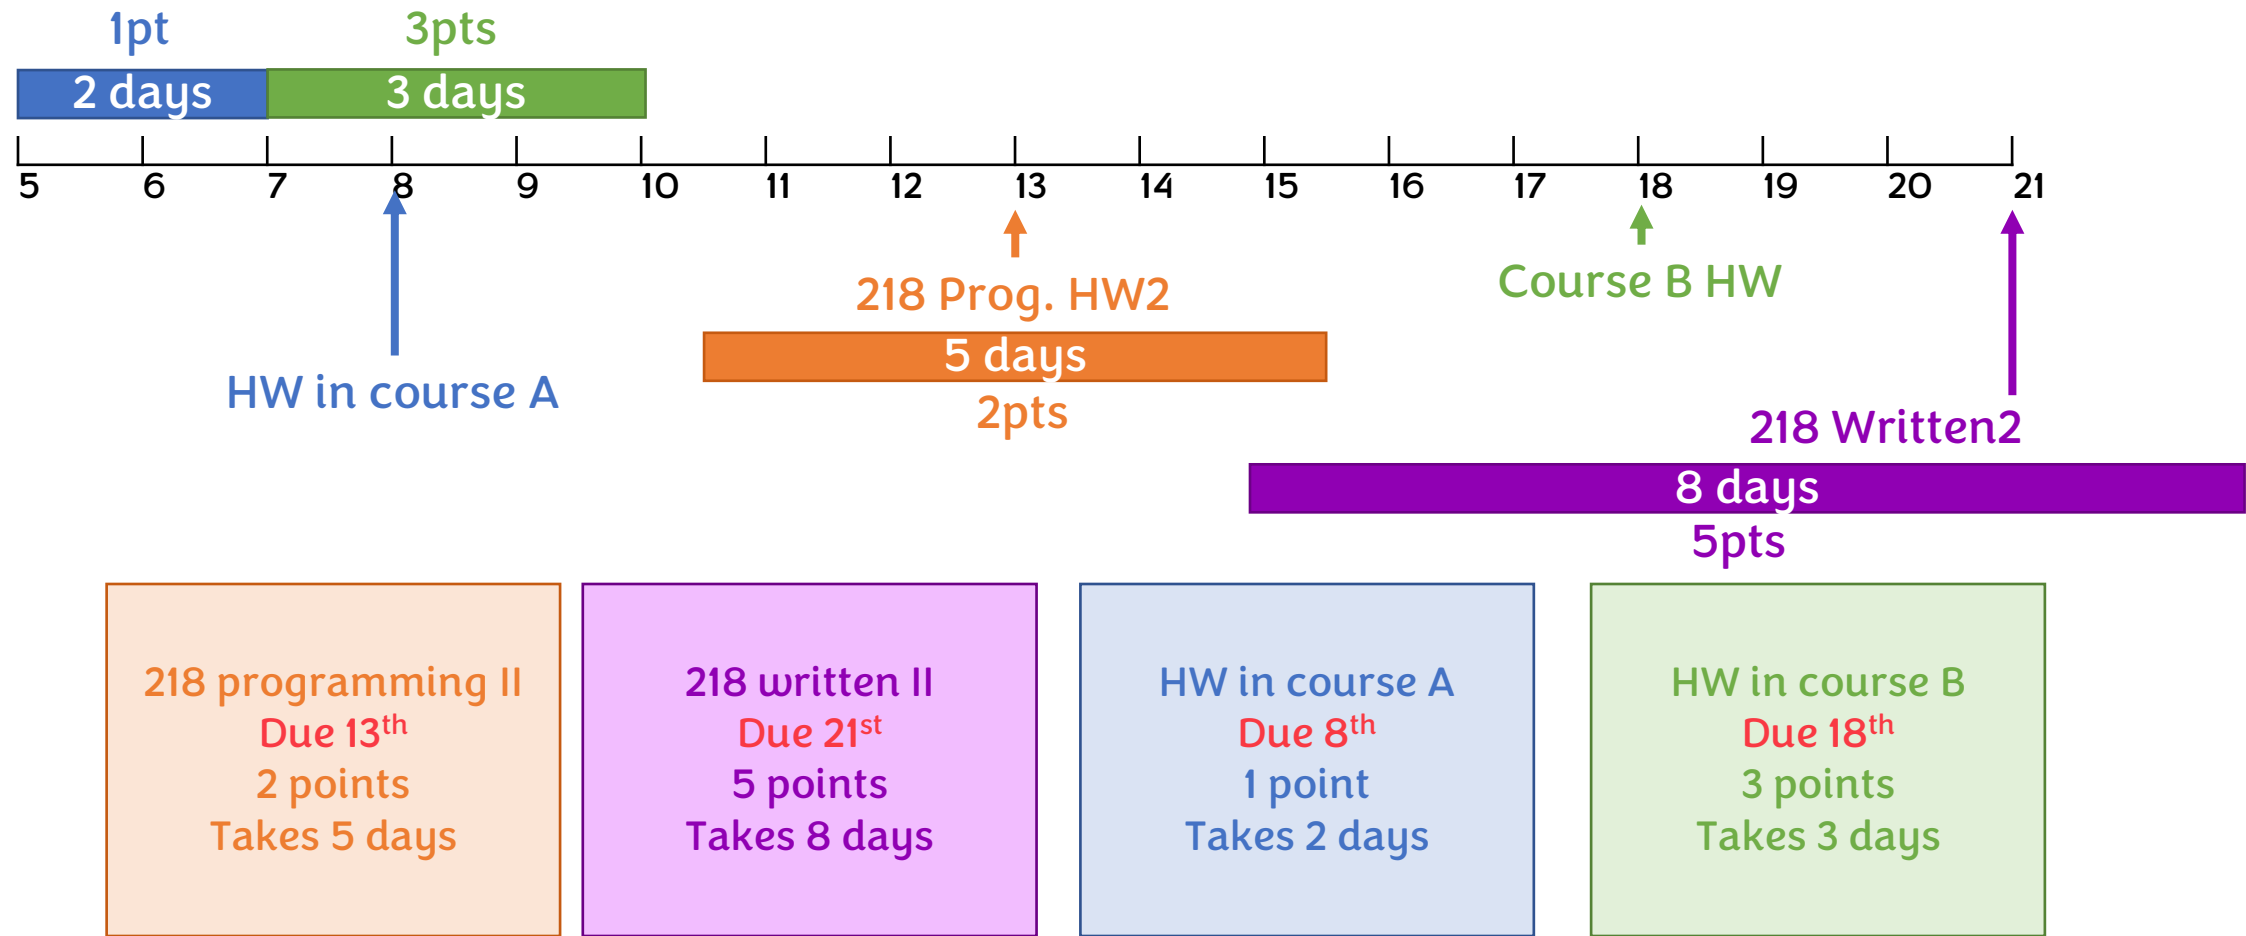 1pt 3pts
2 days 3 days
5 6 7 8 9 10 11 12 13 14 15 16 17 18 19 20 21
218 Prog. HW2
Course B HW
5 days
HW in course A
2pts
218 Written2
8 days
5pts
218 programming II
Due 13th
2 points
Takes 5 days
218 written II
Due 21st
5 points
Takes 8 days
HW in course A
Due 8th
1 point
Takes 2 days
HW in course B
Due 18th
3 points
Takes 3 days